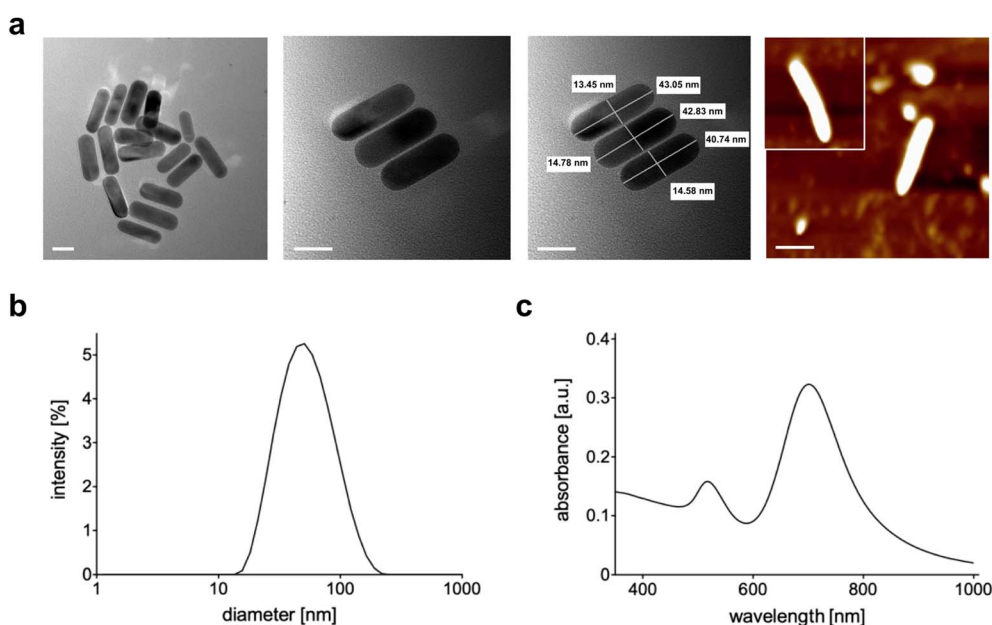 a
13.45 nm
43.05 nm
42.83 nm
40.74 nm
14.78 nm
14.58 nm
b
5
4
3
2
1
0
intensity [%]
1
10
100
1000
diameter [nm]
c
0.4
0.3
0.2
0.1
0
absorbance [a.u.]
400
600
800
1000
wavelength [nm]